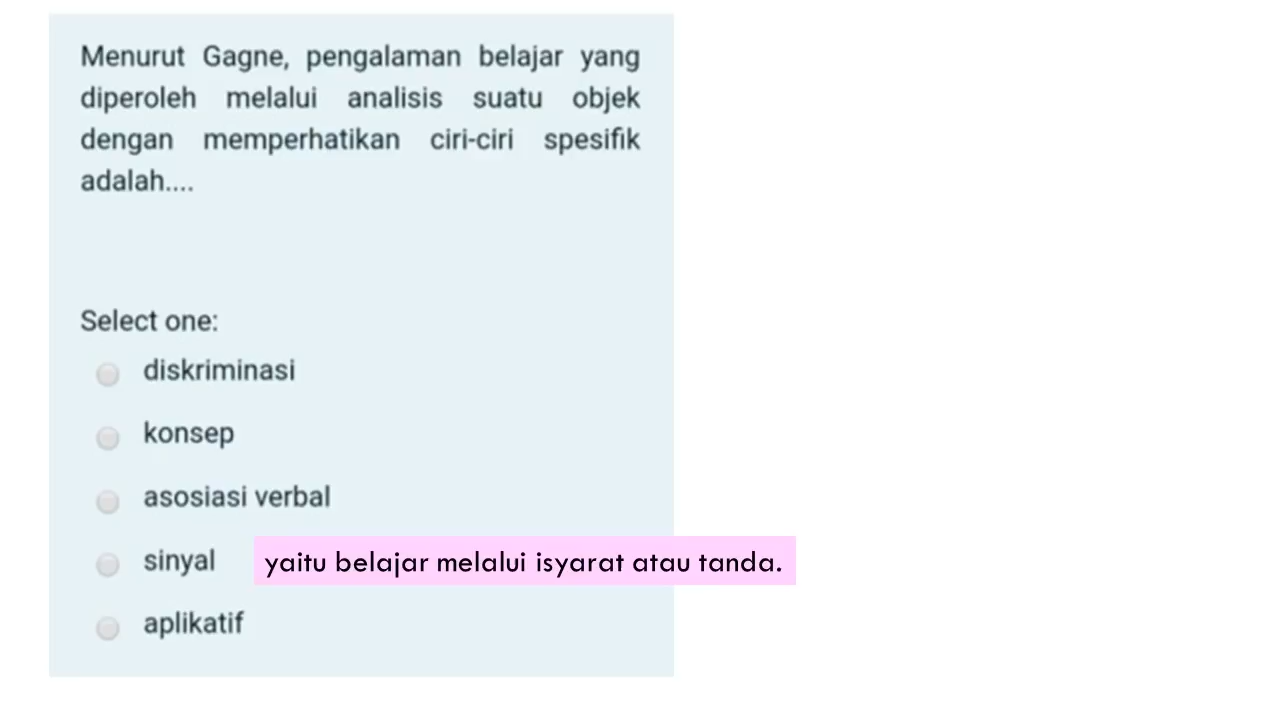 Menurut Gagne, pengalaman belajar yang
diperoleh melalui analisis suatu objek
dengan memperhatikan ciri-ciri spesifik
adalah....
Select one:
diskriminasi
konsep
asosiasi verbal
sinyal yaitu belajar melalui isyarat atau tanda.
aplikatif